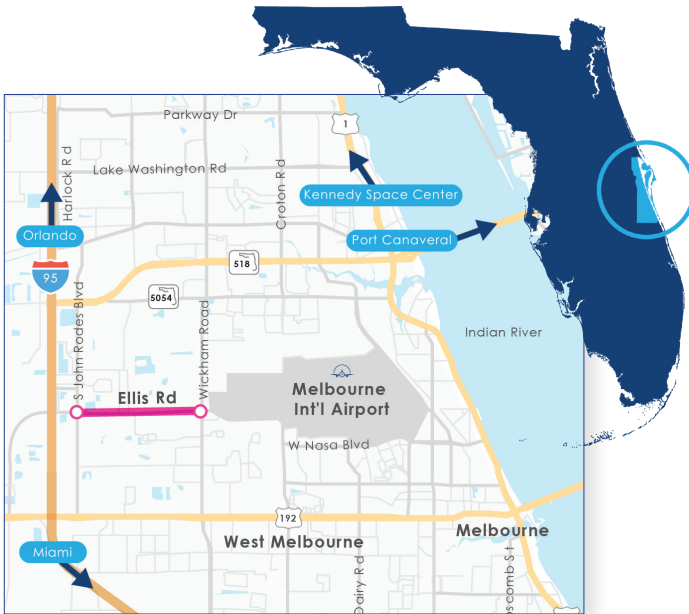 Parkway Dr
1
Harlock Rd
Lake Washington Rd
Croton Rd
Kennedy Space Center
Orlando
Port Canaveral
518
95
5054
S John Rodes Blvd
Wickham Road
Indian River
Ellis Rd
Melbourne
Int'l Airport
W Nasa Blvd
192
West Melbourne
Melbourne
Miami
Dairy Rd